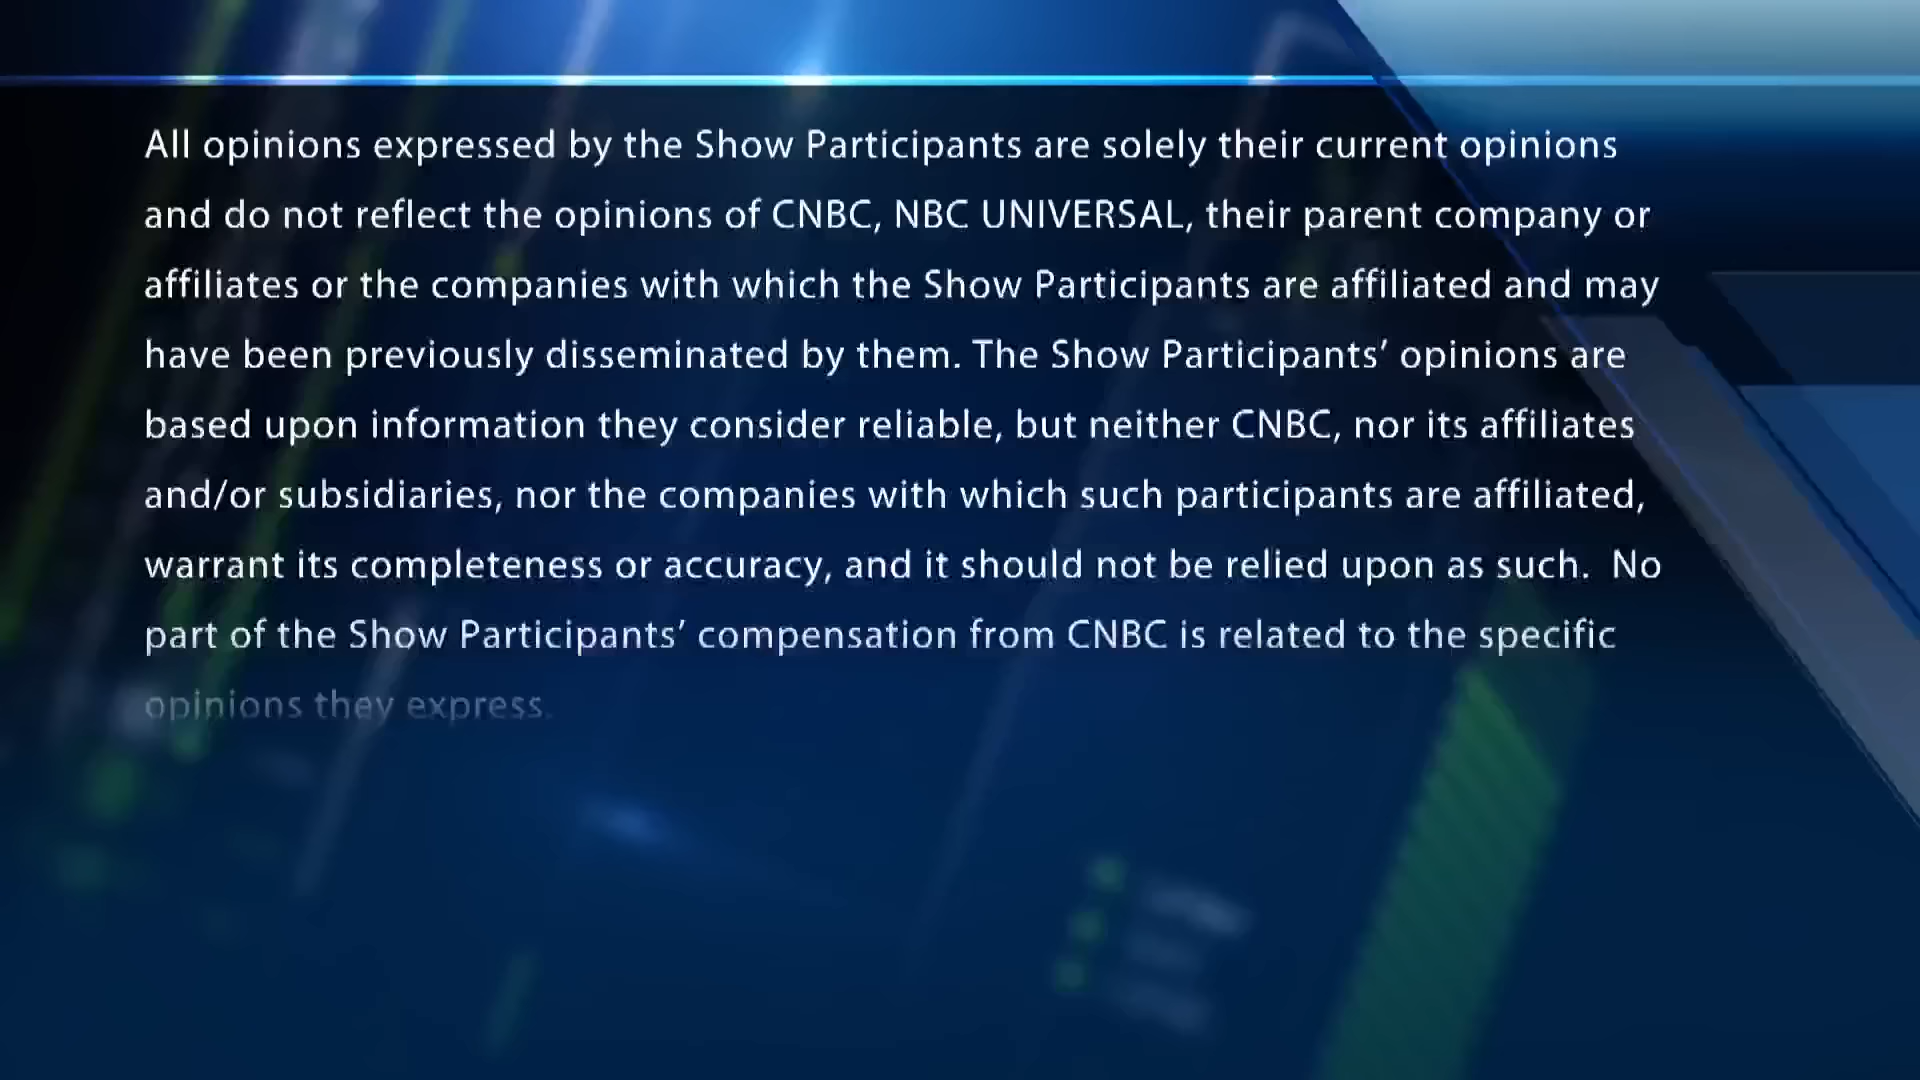 All opinions expressed by the Show Participants are solely their current opinions
and do not reflect the opinions of CNBC, NBC UNIVERSAL, their parent company or
affiliates or the companies with which the Show Participants are affiliated and may
have been previously disseminated by them. The Show Participants’ opinions are
based upon information they consider reliable, but neither CNBC, nor its affiliates
and/or subsidiaries, nor the companies with which such participants are affiliated,
warrant its completeness or accuracy, and it should not be relied upon as such.  No
part of the Show Participants’ compensation from CNBC is related to the specific
opinions they express.